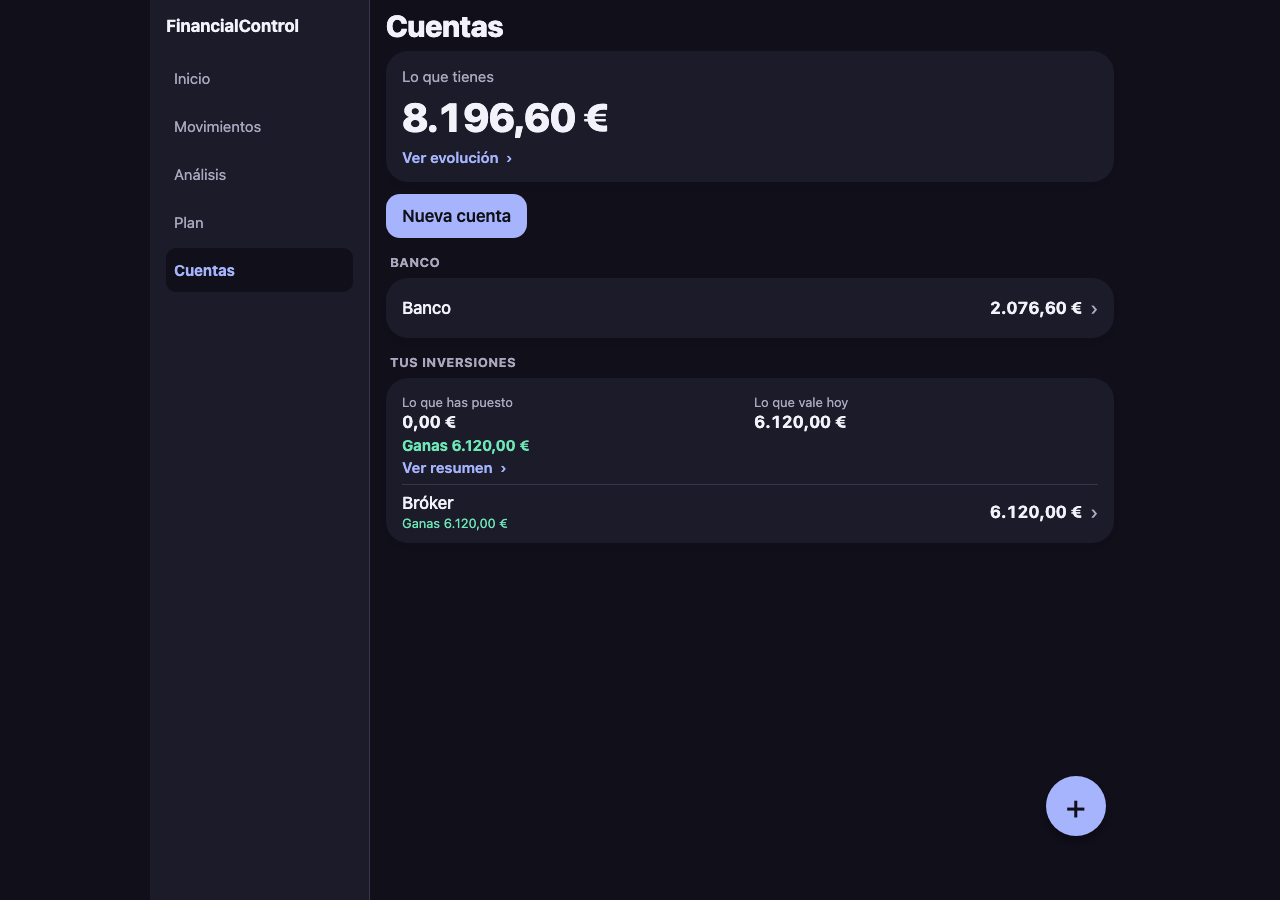 FinancialControl
Inicio
Movimientos
Análisis
Plan
Cuentas
Cuentas
Lo que tienes
8.196,60 €
Ver evolución ›
Nueva cuenta
BANCO
Banco
2.076,60 € ›
TUS INVERSIONES
Lo que has puesto
0,00 €
Lo que vale hoy
6.120,00 €
Ganas 6.120,00 €
Ver resumen ›
Bróker
Ganas 6.120,00 €
6.120,00 € ›
+